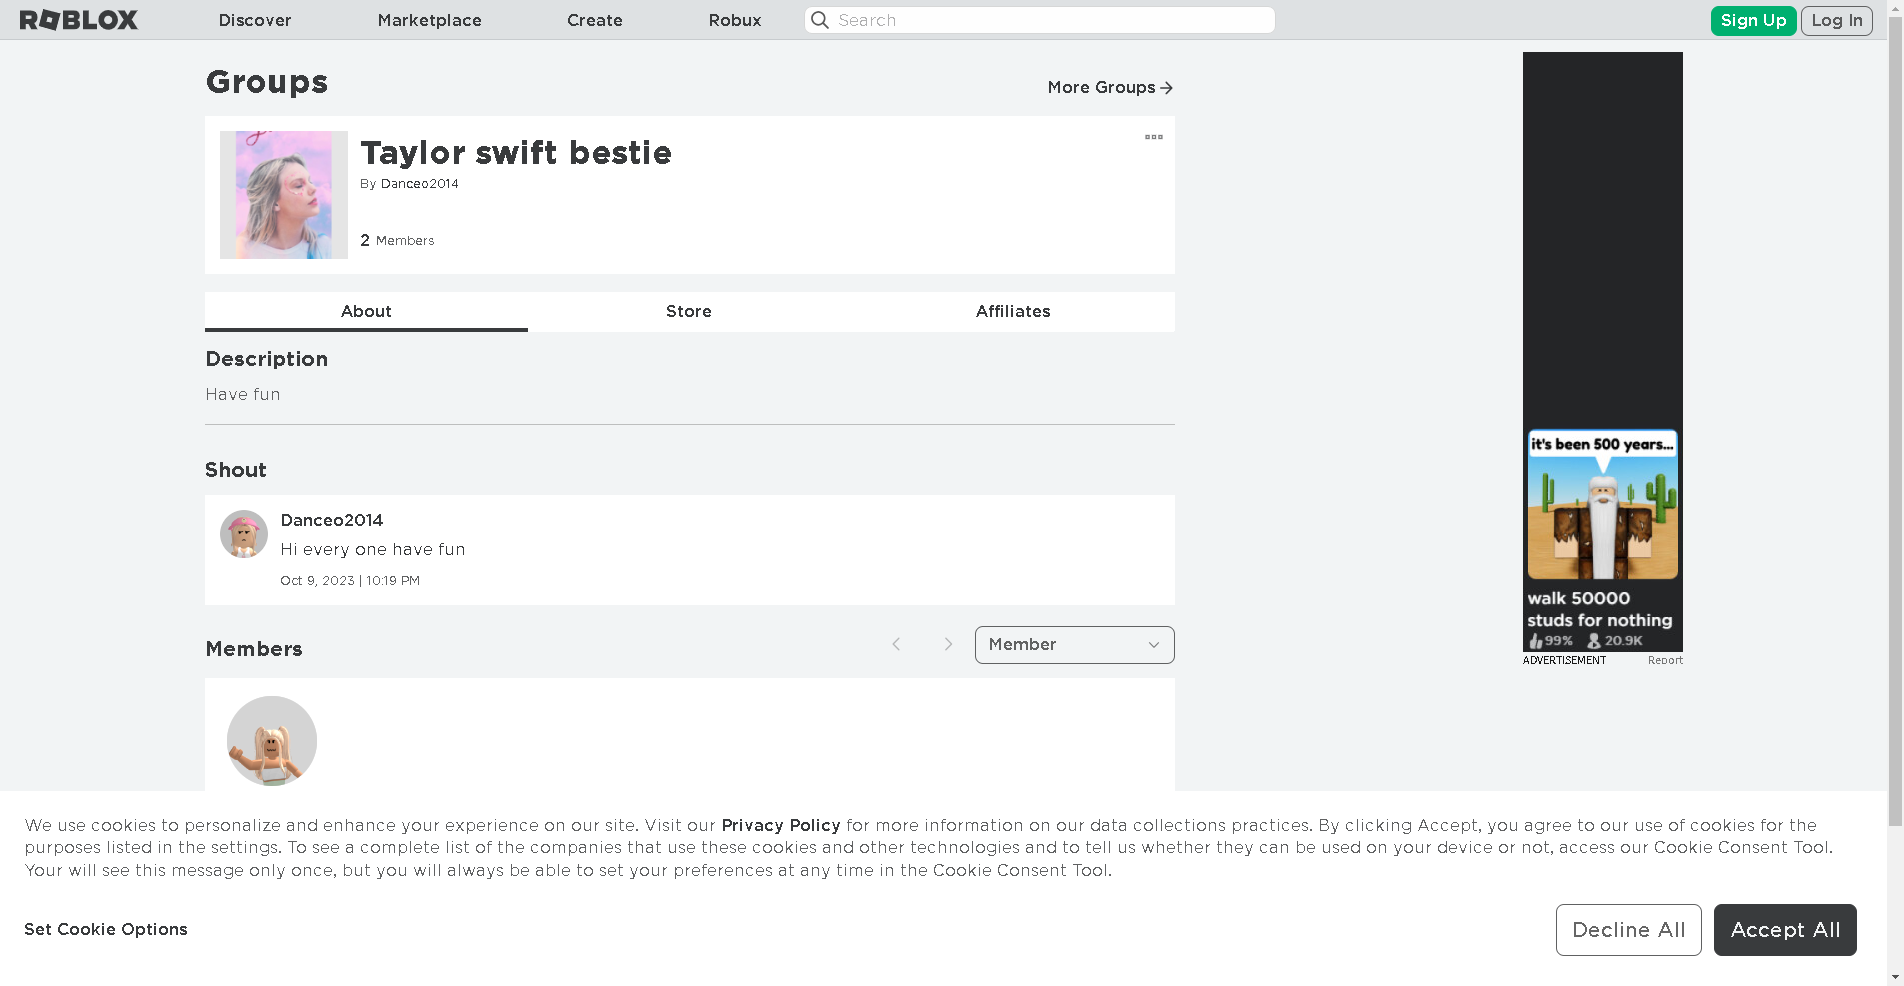 ROBLOX
Discover
Marketplace
Create
Robux
Search
Sign Up
Log In
Groups
More Groups
Taylor swift bestie
By Danceo2014
2 Members
About
Store
Affiliates
Description
Have fun
Shout
Danceo2014
Hi every one have fun
Oct 9, 2023 | 10:19 PM
Members
Member
it's been 500 years...
walk 50000
studs for nothing
99% 20.9K
ADVERTISEMENT
Report
We use cookies to personalize and enhance your experience on our site. Visit our Privacy Policy for more information on our data collections practices. By clicking Accept, you agree to our use of cookies for the
purposes listed in the settings. To see a complete list of the companies that use these cookies and other technologies and to tell us whether they can be used on your device or not, access our Cookie Consent Tool.
Your will see this message only once, but you will always be able to set your preferences at any time in the Cookie Consent Tool.
Set Cookie Options
Decline All
Accept All